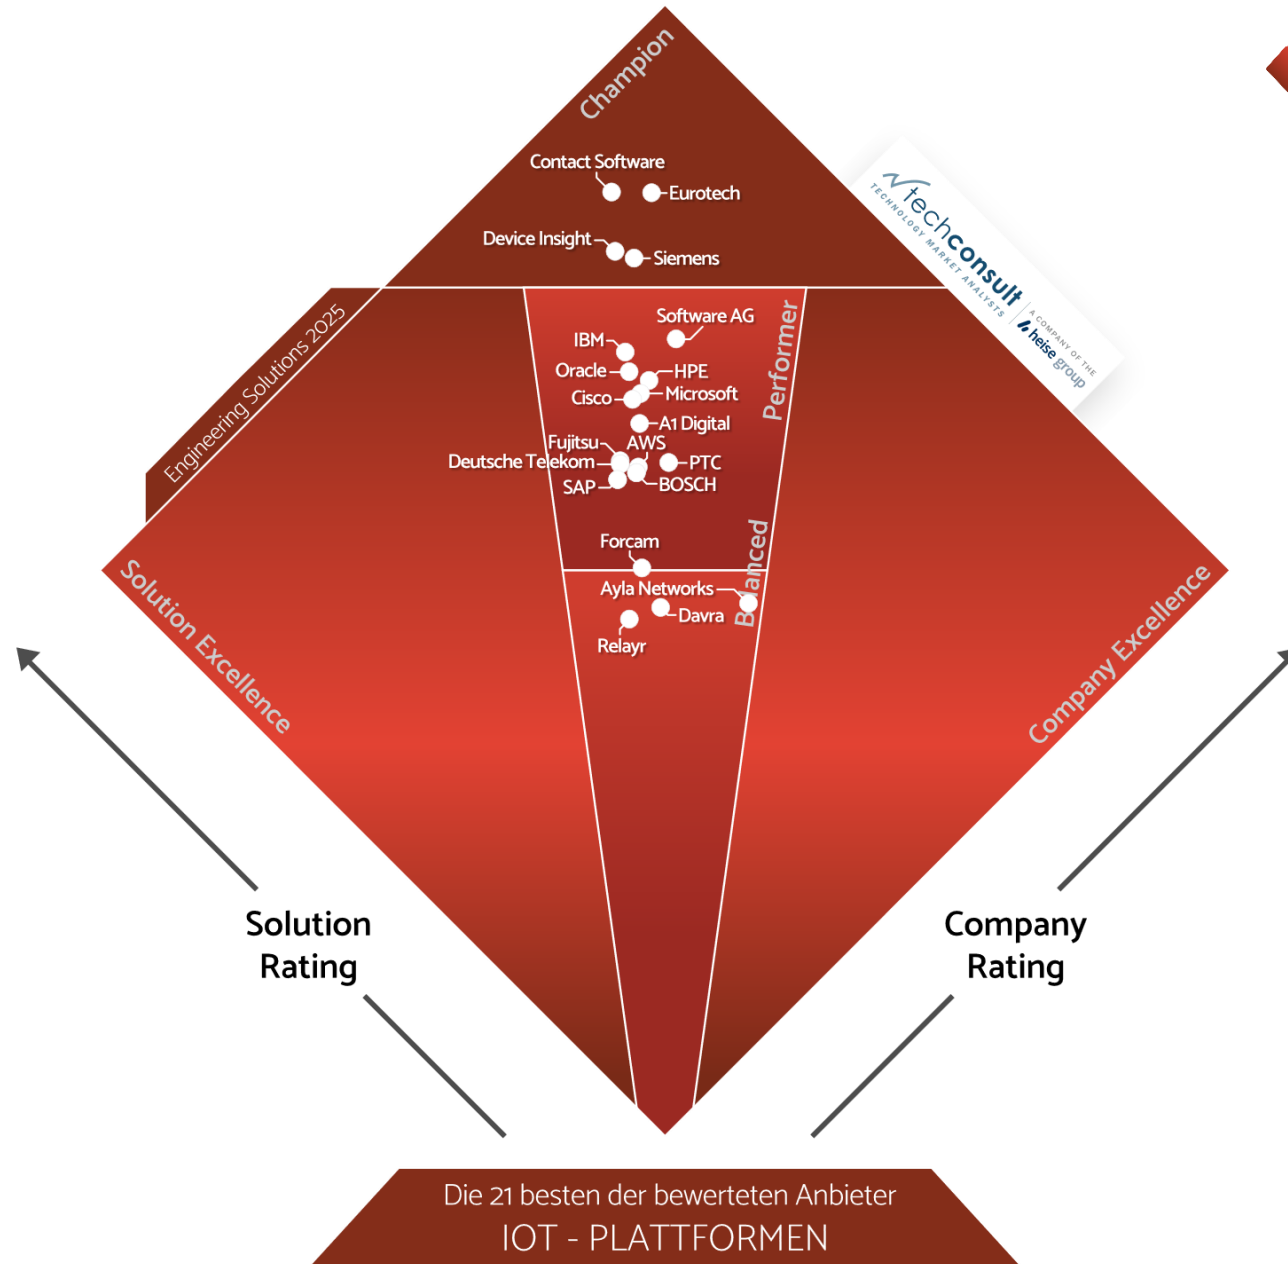 Champion
Contact Software
Eurotech
Device Insight
Siemens
techconsult
TECHNOLOGY MARKET ANALYSTS
A COMPANY OF THE
heise group
Engineering Solutions 2025
Performer
Software AG
IBM
Oracle
HPE
Microsoft
Cisco
A1 Digital
Fujitsu
AWS
Deutsche Telekom
PTC
SAP
BOSCH
Forcam
Balanced
Ayla Networks
Davra
Relayr
Solution Excellence
Company Excellence
Solution
Rating
Company
Rating
Die 21 besten der bewerteten Anbieter
IOT - PLATTFORMEN